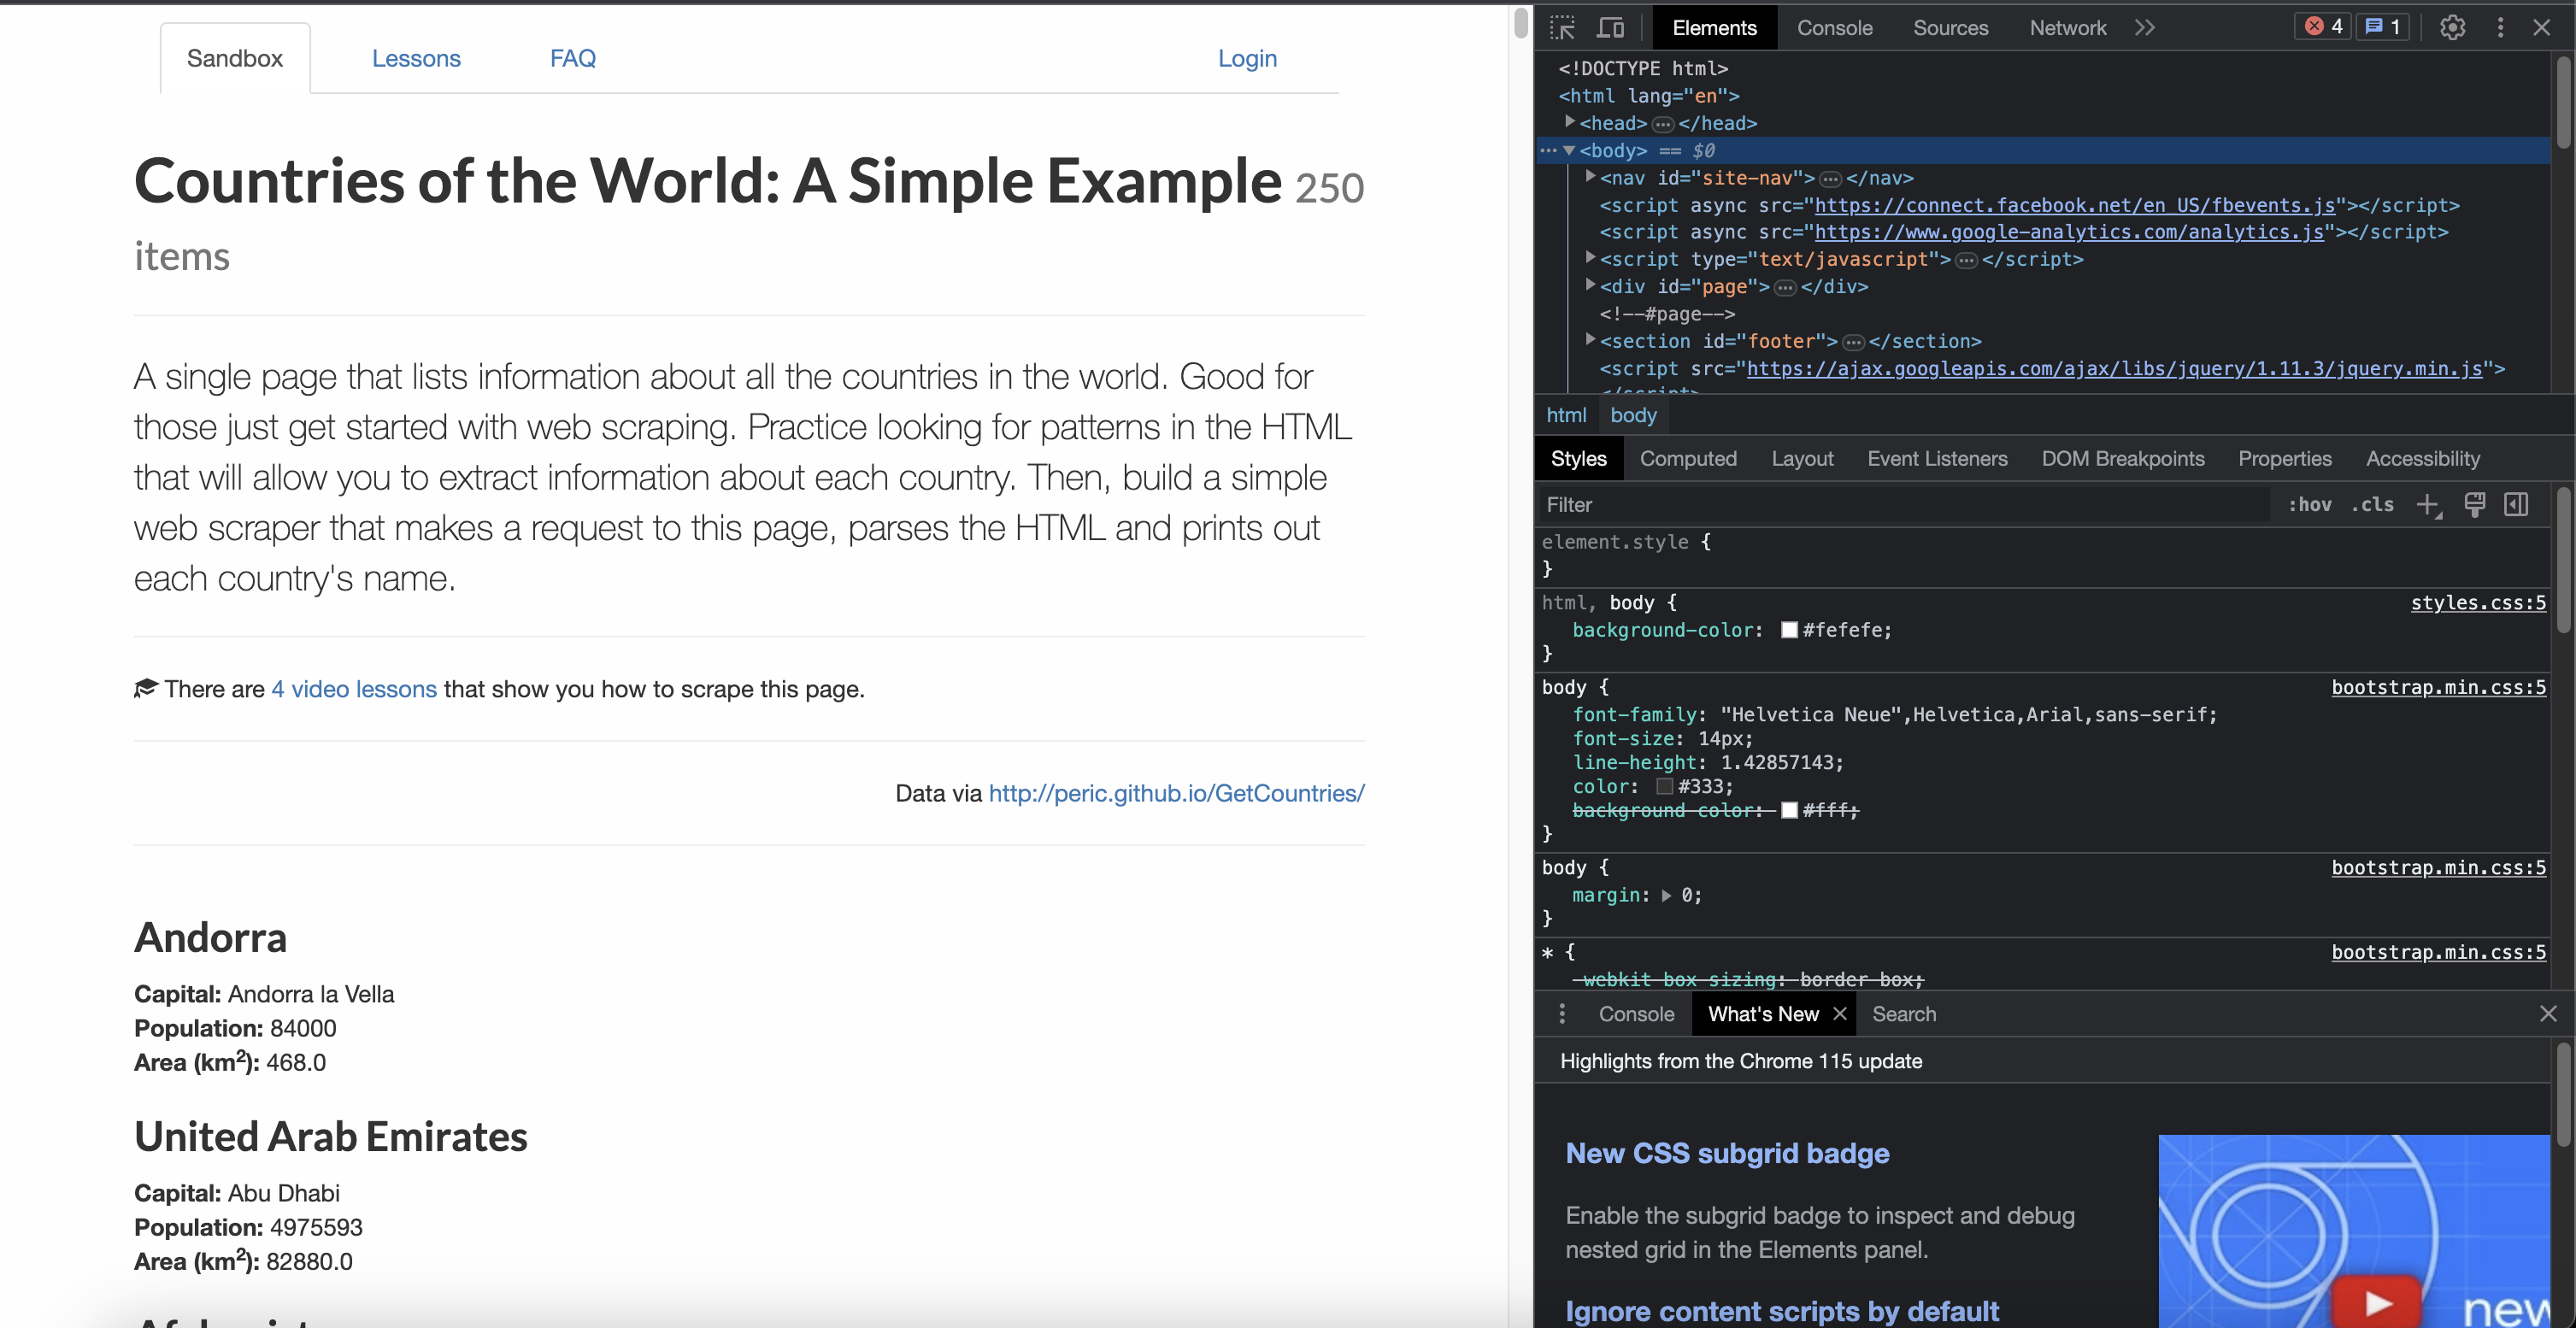 Sandbox Lessons FAQ Login
Countries of the World: A Simple Example 250
items
A single page that lists information about all the countries in the world. Good for
those just get started with web scraping. Practice looking for patterns in the HTML
that will allow you to extract information about each country. Then, build a simple
web scraper that makes a request to this page, parses the HTML and prints out
each country's name.
There are 4 video lessons that show you how to scrape this page.
Data via http://peric.github.io/GetCountries/
Andorra
Capital: Andorra la Vella
Population: 84000
Area (km²): 468.0
United Arab Emirates
Capital: Abu Dhabi
Population: 4975593
Area (km²): 82880.0
Elements Console Sources Network 4 1
<!DOCTYPE html>
<html lang="en">
<head>…</head>
<body> == $0
<nav id="site-nav">…</nav>
<script async src="https://connect.facebook.net/en_US/fbevents.js"></script>
<script async src="https://www.google-analytics.com/analytics.js"></script>
<script type="text/javascript">…</script>
<div id="page">…</div>
<!--#page-->
<section id="footer">…</section>
<script src="https://ajax.googleapis.com/ajax/libs/jquery/1.11.3/jquery.min.js">
</script>
html body
Styles Computed Layout Event Listeners DOM Breakpoints Properties Accessibility
Filter :hov .cls
element.style {
}
html, body { styles.css:5
background-color: #fefefe;
}
body { bootstrap.min.css:5
font-family: "Helvetica Neue",Helvetica,Arial,sans-serif;
font-size: 14px;
line-height: 1.42857143;
color: #333;
background-color: #fff;
}
body { bootstrap.min.css:5
margin: 0;
}
* { bootstrap.min.css:5
-webkit-box-sizing: border-box;
Console What's New Search
Highlights from the Chrome 115 update
New CSS subgrid badge
Enable the subgrid badge to inspect and debug
nested grid in the Elements panel.
Ignore content scripts by default
new